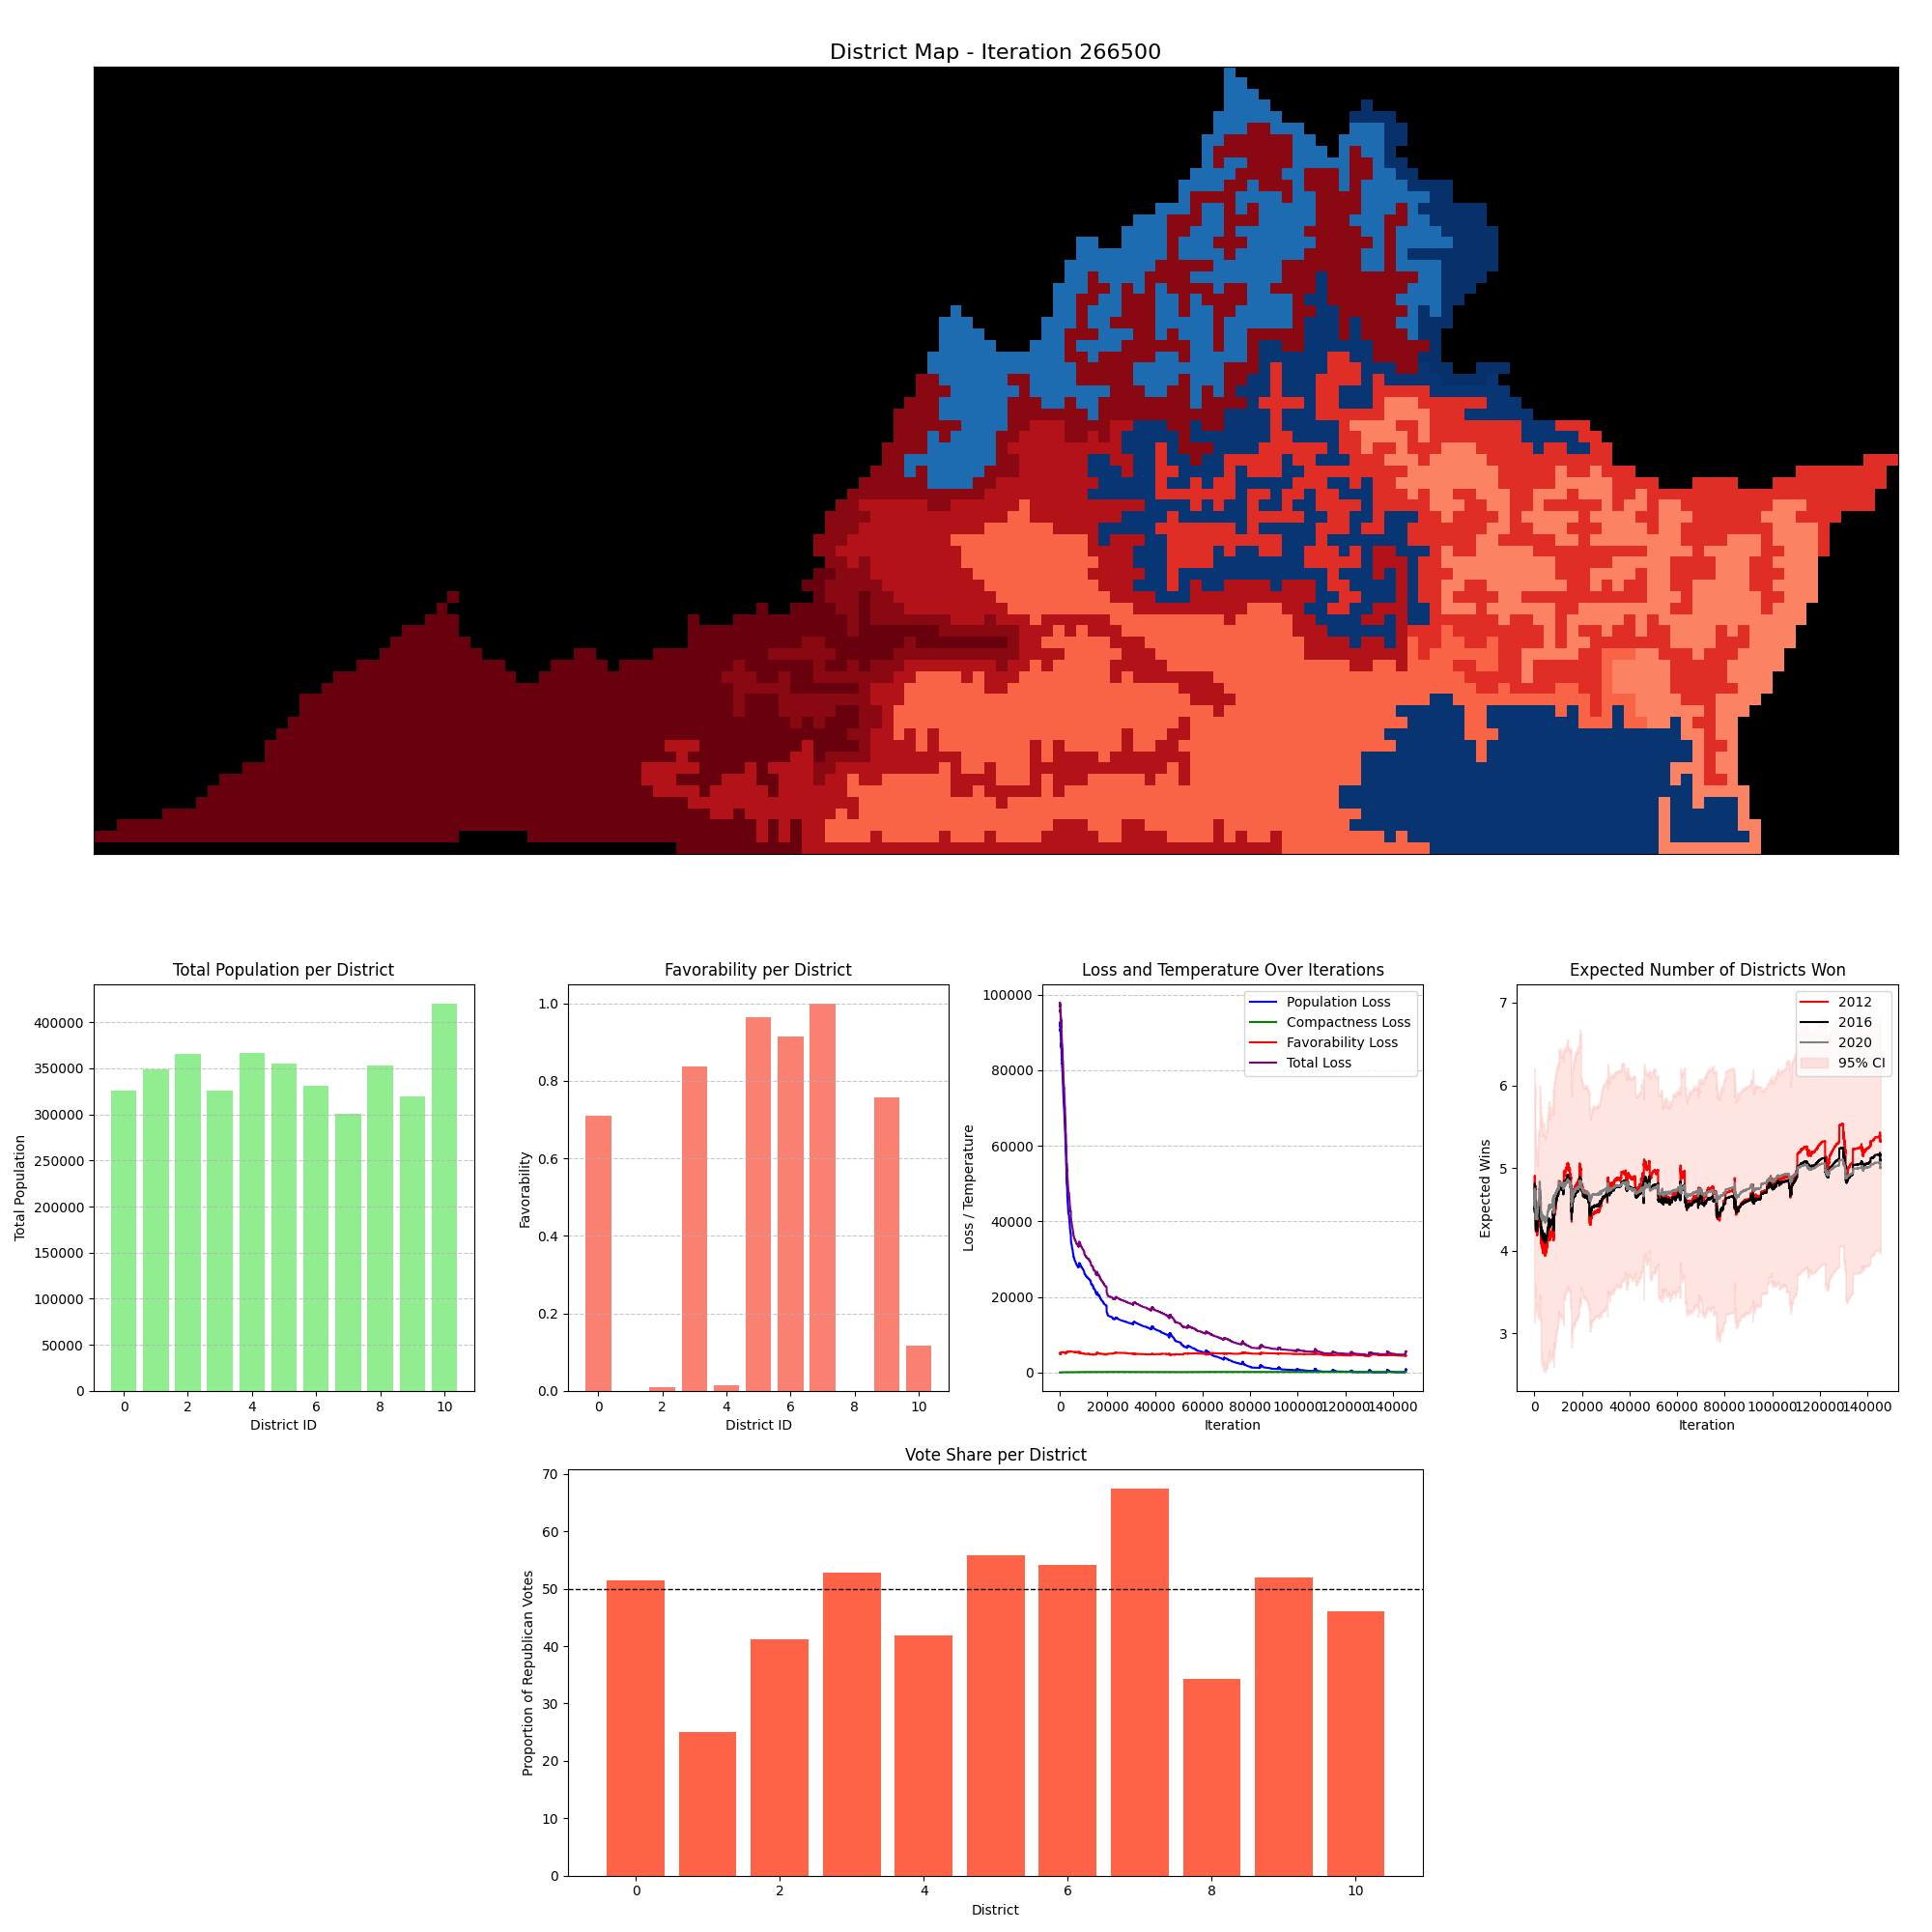 District Map - Iteration 266500
Total Population per District
Favorability per District
Loss and Temperature Over Iterations
Expected Number of Districts Won
Total Population
400000
350000
300000
250000
200000
150000
100000
50000
0
0 2 4 6 8 10
District ID
Favorability
1.0
0.8
0.6
0.4
0.2
0.0
0 2 4 6 8 10
District ID
Loss / Temperature
100000
80000
60000
40000
20000
0
Population Loss
Compactness Loss
Favorability Loss
Total Loss
0 20000 40000 60000 80000 100000 120000 140000
Iteration
Expected Wins
7
6
5
4
3
2012
2016
2020
95% CI
0 20000 40000 60000 80000 100000 120000 140000
Iteration
Vote Share per District
Proportion of Republican Votes
70
60
50
40
30
20
10
0
0 2 4 6 8 10
District